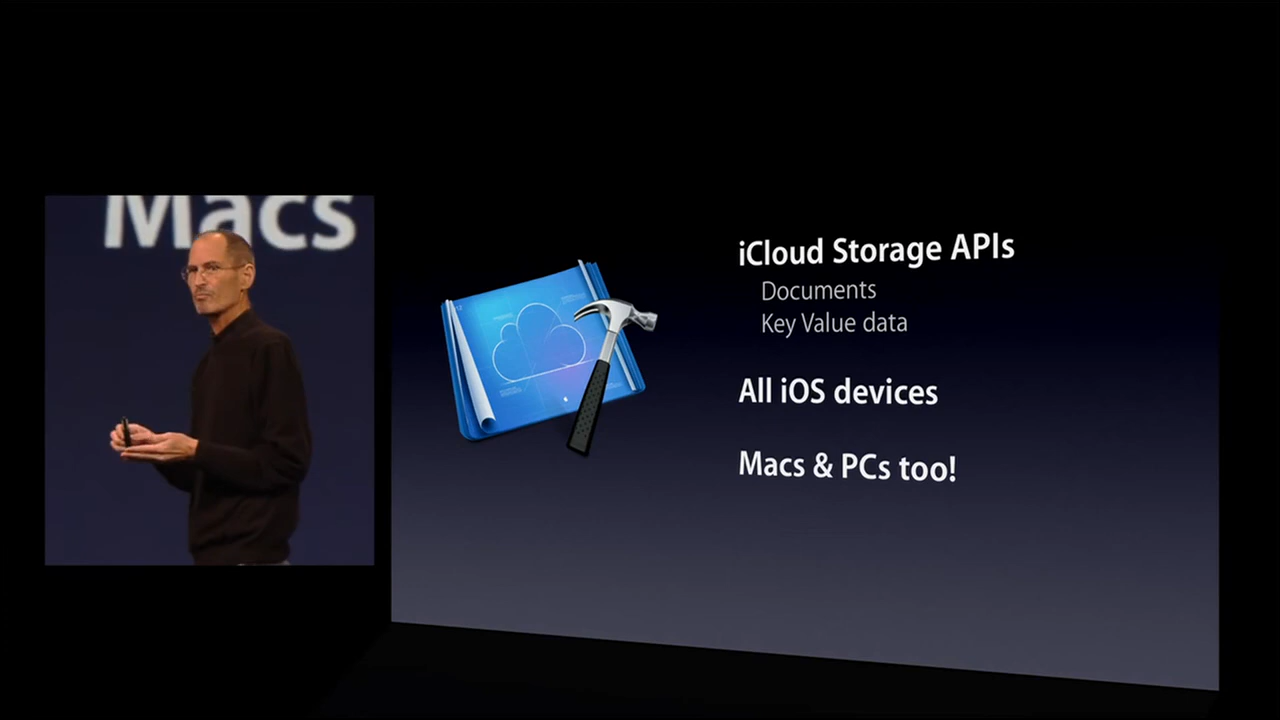 Macs
iCloud Storage APIs
Documents
Key Value data
All iOS devices
Macs & PCs too!